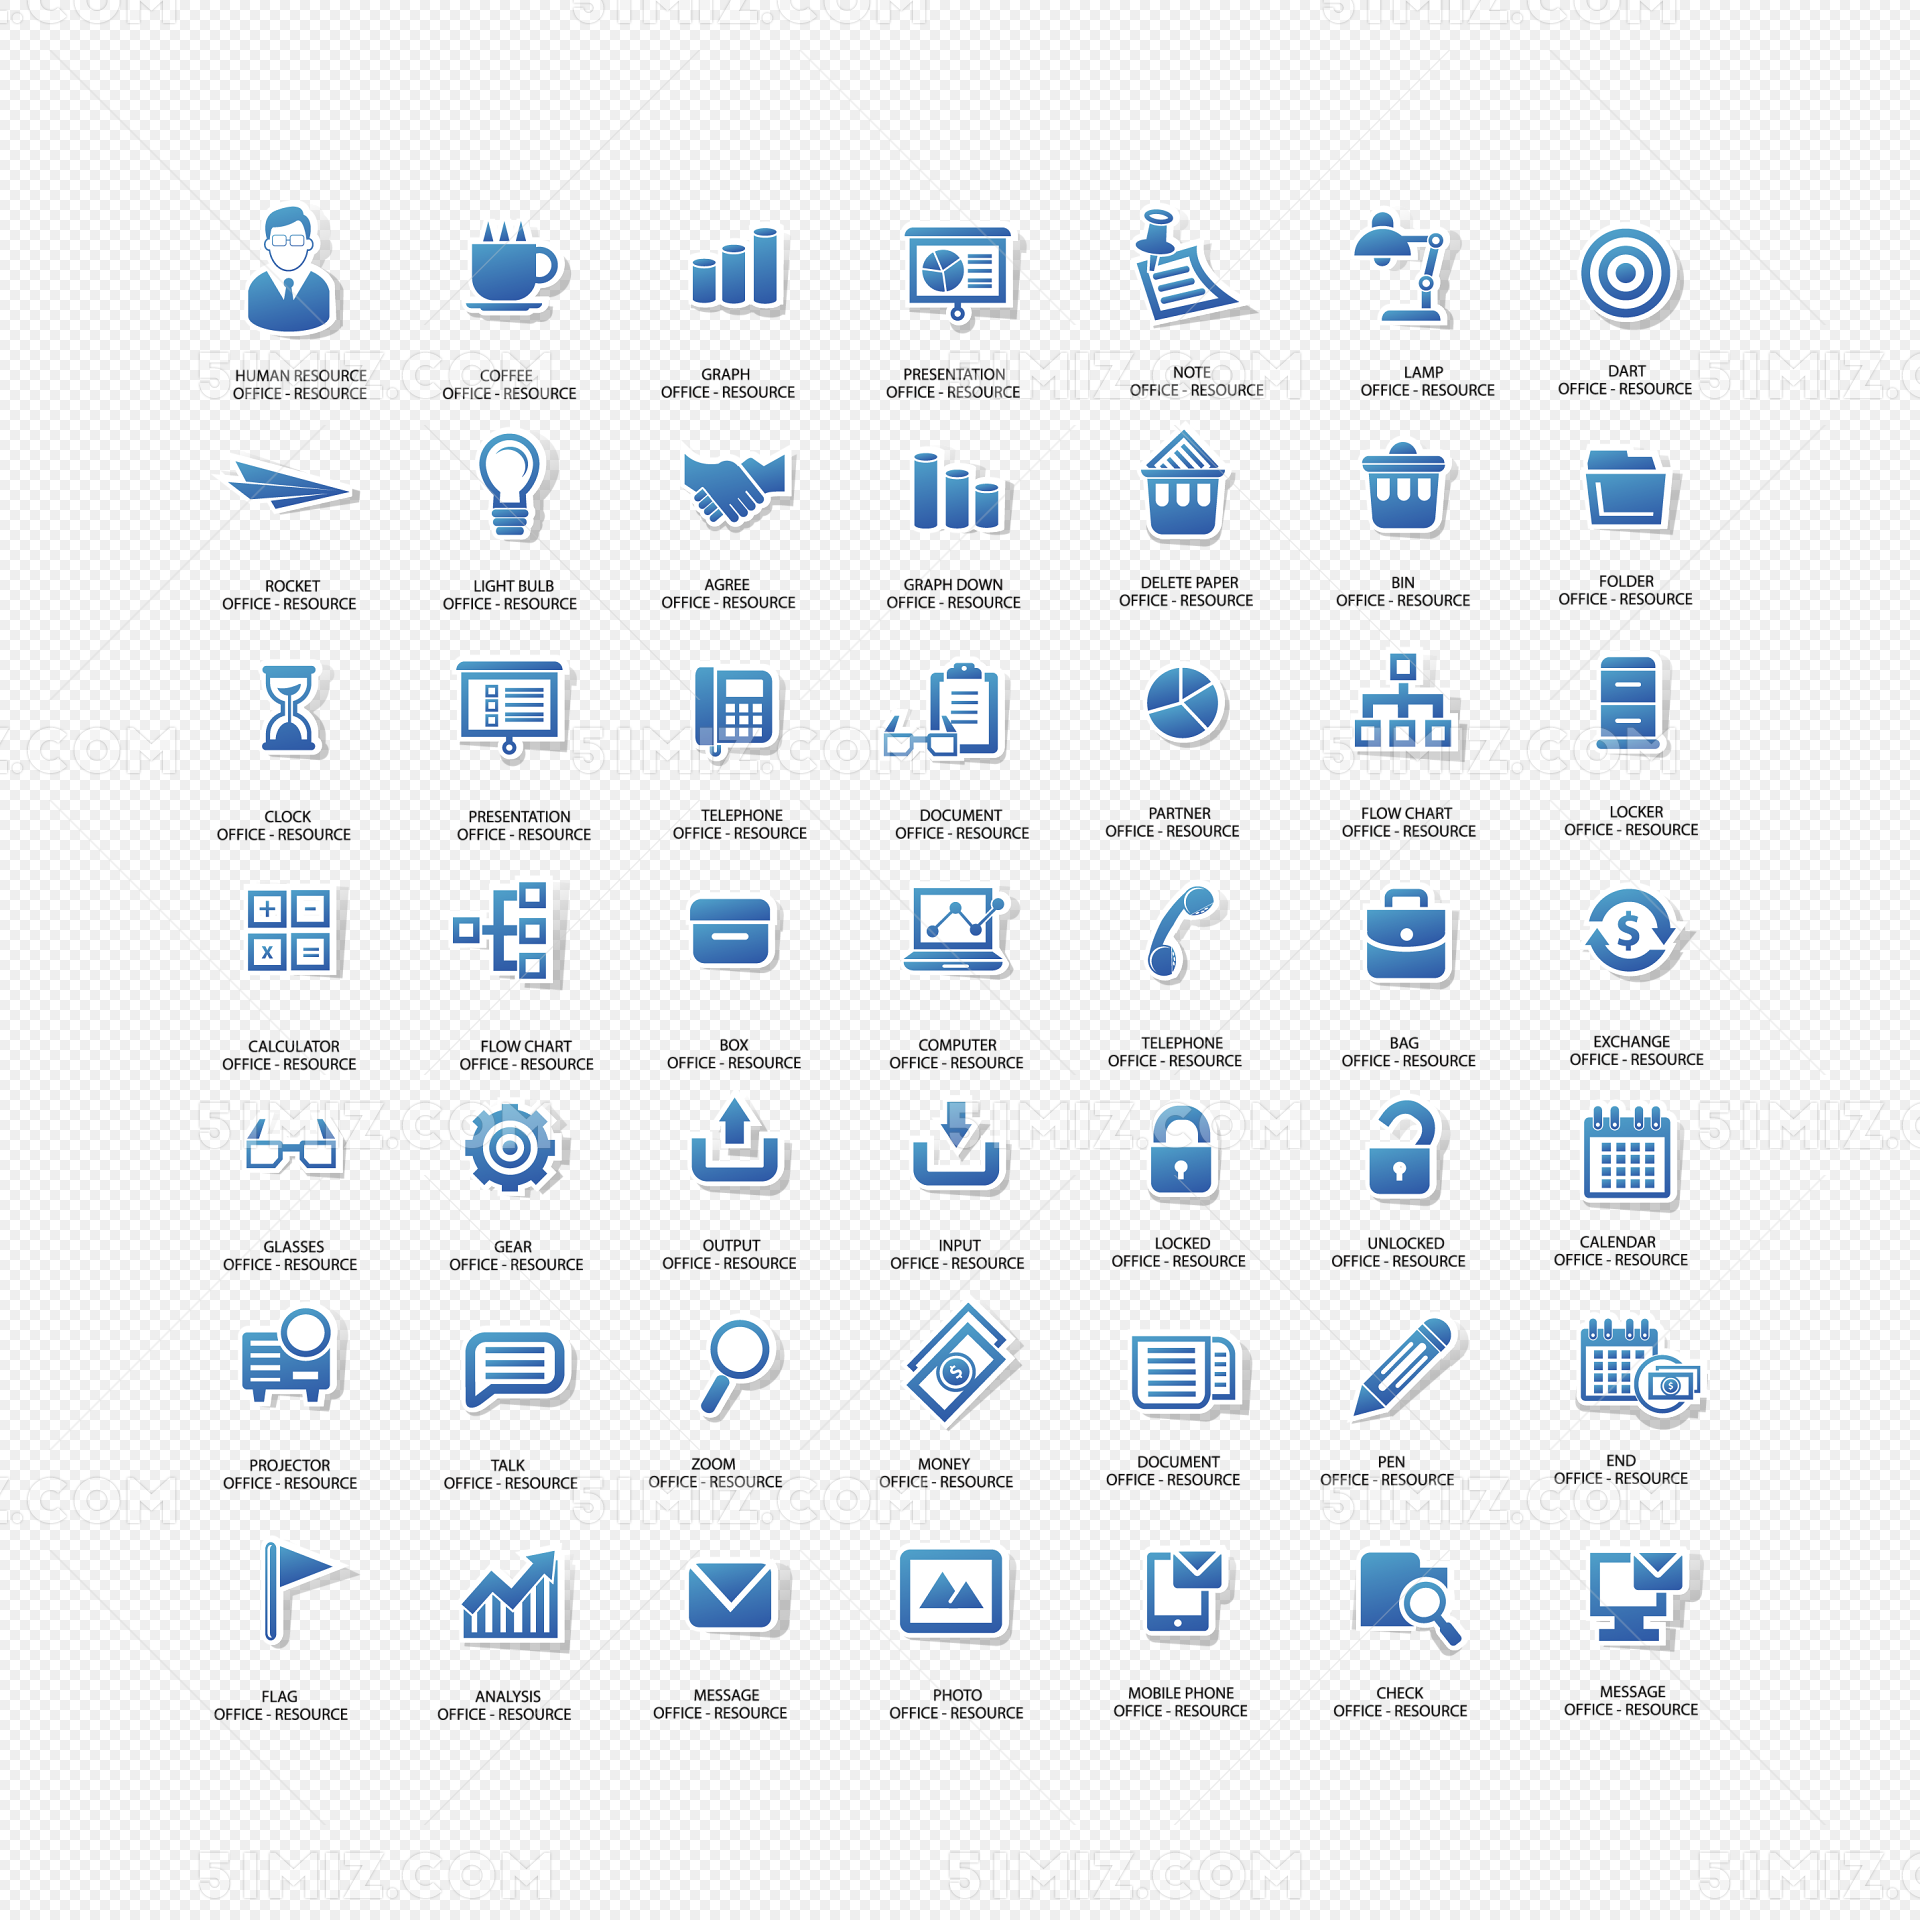 HUMAN RESOURCE
OFFICE - RESOURCE
COFFEE
OFFICE - RESOURCE
GRAPH
OFFICE - RESOURCE
PRESENTATION
OFFICE - RESOURCE
NOTE
OFFICE - RESOURCE
LAMP
OFFICE - RESOURCE
DART
OFFICE - RESOURCE
ROCKET
OFFICE - RESOURCE
LIGHT BULB
OFFICE - RESOURCE
AGREE
OFFICE - RESOURCE
GRAPH DOWN
OFFICE - RESOURCE
DELETE PAPER
OFFICE - RESOURCE
BIN
OFFICE - RESOURCE
FOLDER
OFFICE - RESOURCE
CLOCK
OFFICE - RESOURCE
PRESENTATION
OFFICE - RESOURCE
TELEPHONE
OFFICE - RESOURCE
DOCUMENT
OFFICE - RESOURCE
PARTNER
OFFICE - RESOURCE
FLOW CHART
OFFICE - RESOURCE
LOCKER
OFFICE - RESOURCE
CALCULATOR
OFFICE - RESOURCE
FLOW CHART
OFFICE - RESOURCE
BOX
OFFICE - RESOURCE
COMPUTER
OFFICE - RESOURCE
TELEPHONE
OFFICE - RESOURCE
BAG
OFFICE - RESOURCE
EXCHANGE
OFFICE - RESOURCE
GLASSES
OFFICE - RESOURCE
GEAR
OFFICE - RESOURCE
OUTPUT
OFFICE - RESOURCE
INPUT
OFFICE - RESOURCE
LOCKED
OFFICE - RESOURCE
UNLOCKED
OFFICE - RESOURCE
CALENDAR
OFFICE - RESOURCE
PROJECTOR
OFFICE - RESOURCE
TALK
OFFICE - RESOURCE
ZOOM
OFFICE - RESOURCE
MONEY
OFFICE - RESOURCE
DOCUMENT
OFFICE - RESOURCE
PEN
OFFICE - RESOURCE
END
OFFICE - RESOURCE
FLAG
OFFICE - RESOURCE
ANALYSIS
OFFICE - RESOURCE
MESSAGE
OFFICE - RESOURCE
PHOTO
OFFICE - RESOURCE
MOBILE PHONE
OFFICE - RESOURCE
CHECK
OFFICE - RESOURCE
MESSAGE
OFFICE - RESOURCE
51MIZ.COM
51MIZ.COM